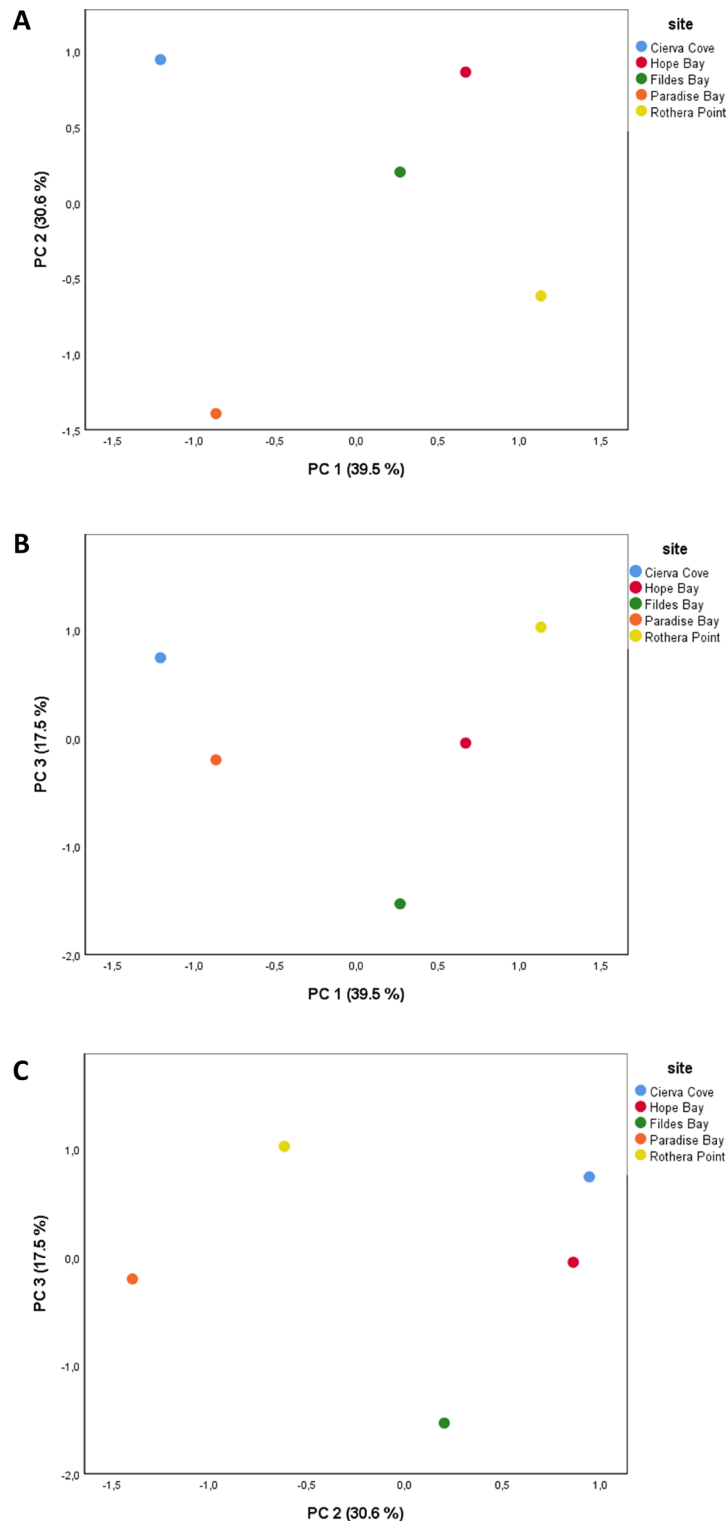 A
site
Cierva Cove
Hope Bay
Fildes Bay
Paradise Bay
Rothera Point
1,0
0,5
0,0
-0,5
-1,0
-1,5
PC 2 (30.6 %)
-1,5 -1,0 -0,5 0,0 0,5 1,0 1,5
PC 1 (39.5 %)
B
site
Cierva Cove
Hope Bay
Fildes Bay
Paradise Bay
Rothera Point
1,0
0,0
-1,0
-2,0
PC 3 (17.5 %)
-1,5 -1,0 -0,5 0,0 0,5 1,0 1,5
PC 1 (39.5 %)
C
site
Cierva Cove
Hope Bay
Fildes Bay
Paradise Bay
Rothera Point
1,0
0,0
-1,0
-2,0
PC 3 (17.5 %)
-1,5 -1,0 -0,5 0,0 0,5 1,0
PC 2 (30.6 %)